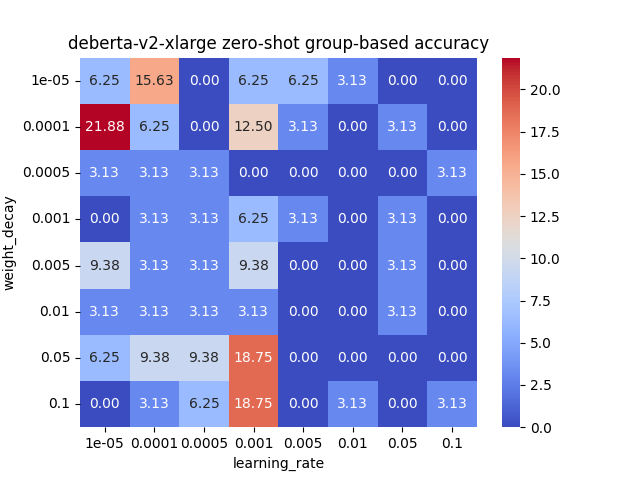 deberta-v2-xlarge zero-shot group-based accuracy
1e-05 6.25 15.63 0.00 6.25 6.25 3.13 0.00 0.00
0.0001 21.88 6.25 0.00 12.50 3.13 0.00 3.13 0.00
0.0005 3.13 3.13 3.13 0.00 0.00 0.00 0.00 3.13
0.001 0.00 3.13 3.13 6.25 3.13 0.00 3.13 0.00
0.005 9.38 3.13 3.13 9.38 0.00 0.00 3.13 0.00
0.01 3.13 3.13 3.13 3.13 0.00 0.00 3.13 0.00
0.05 6.25 9.38 9.38 18.75 0.00 0.00 0.00 0.00
0.1 0.00 3.13 6.25 18.75 0.00 3.13 0.00 3.13
1e-05 0.0001 0.0005 0.001 0.005 0.01 0.05 0.1
learning_rate
weight_decay
20.0
17.5
15.0
12.5
10.0
7.5
5.0
2.5
0.0